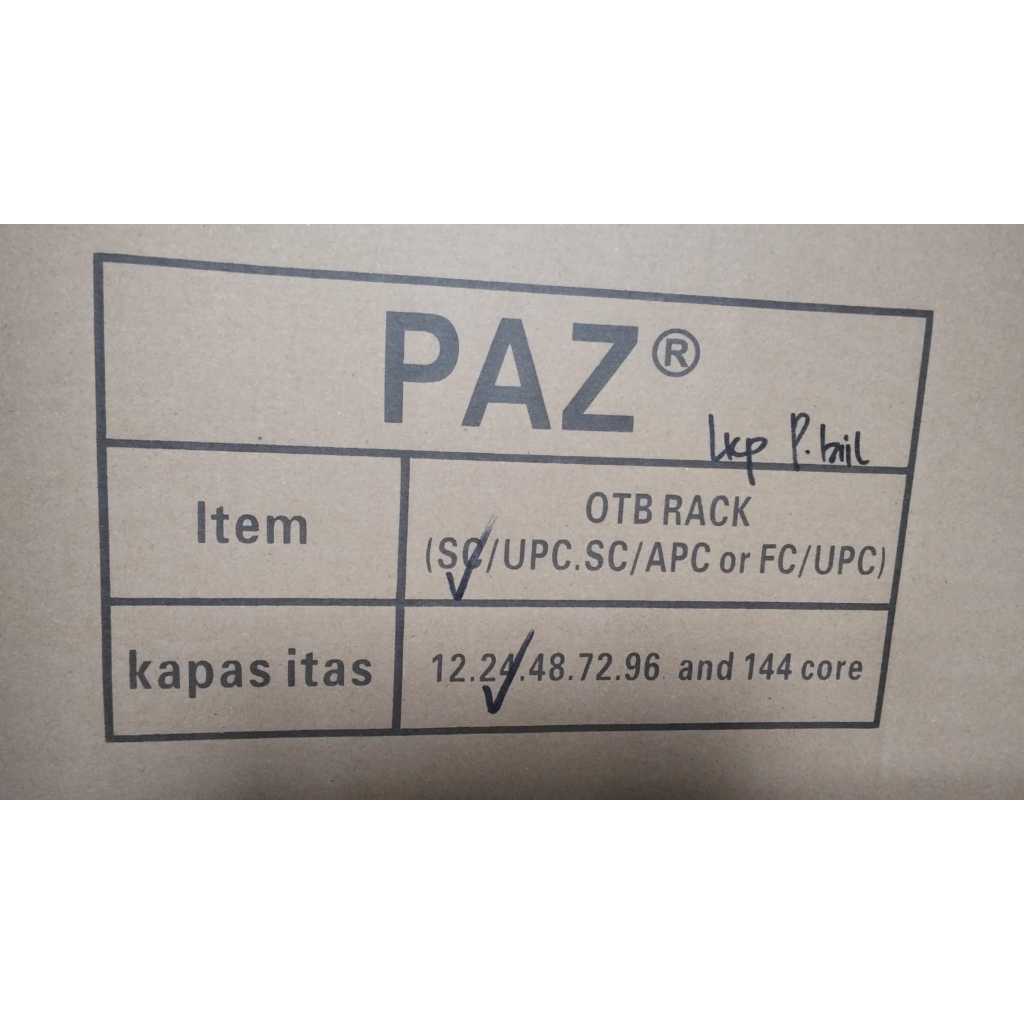 PAZ®
Lkp
Item
OTB RACK
(SC/UPC.SC/APC or FC/UPC)
kapas itas
12.24.48.72.96 and 144 core